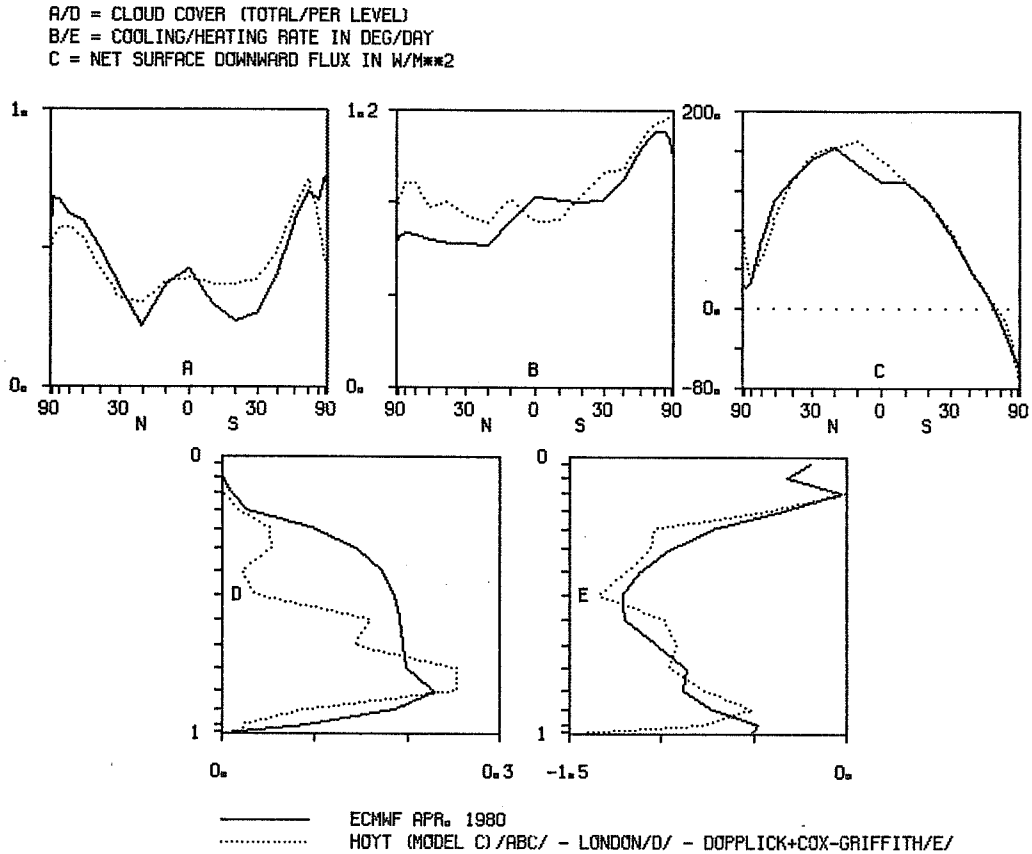 A/D = CLOUD COVER (TOTAL/PER LEVEL)
B/E = COOLING/HEATING RATE IN DEG/DAY
C = NET SURFACE DOWNWARD FLUX IN W/M**2
1.
0.
A
90 30 0 30 90
N S
1.2
0.
B
90 30 0 30 90
N S
200.
0.
-80.
C
90 30 0 30 90
N S
0
D
1
0. 0.3
0
E
1
-1.5 0.
ECMWF APR. 1980
HOYT (MODEL C)/ABC/ - LONDON/D/ - DOPPLICK+COX-GRIFFITH/E/